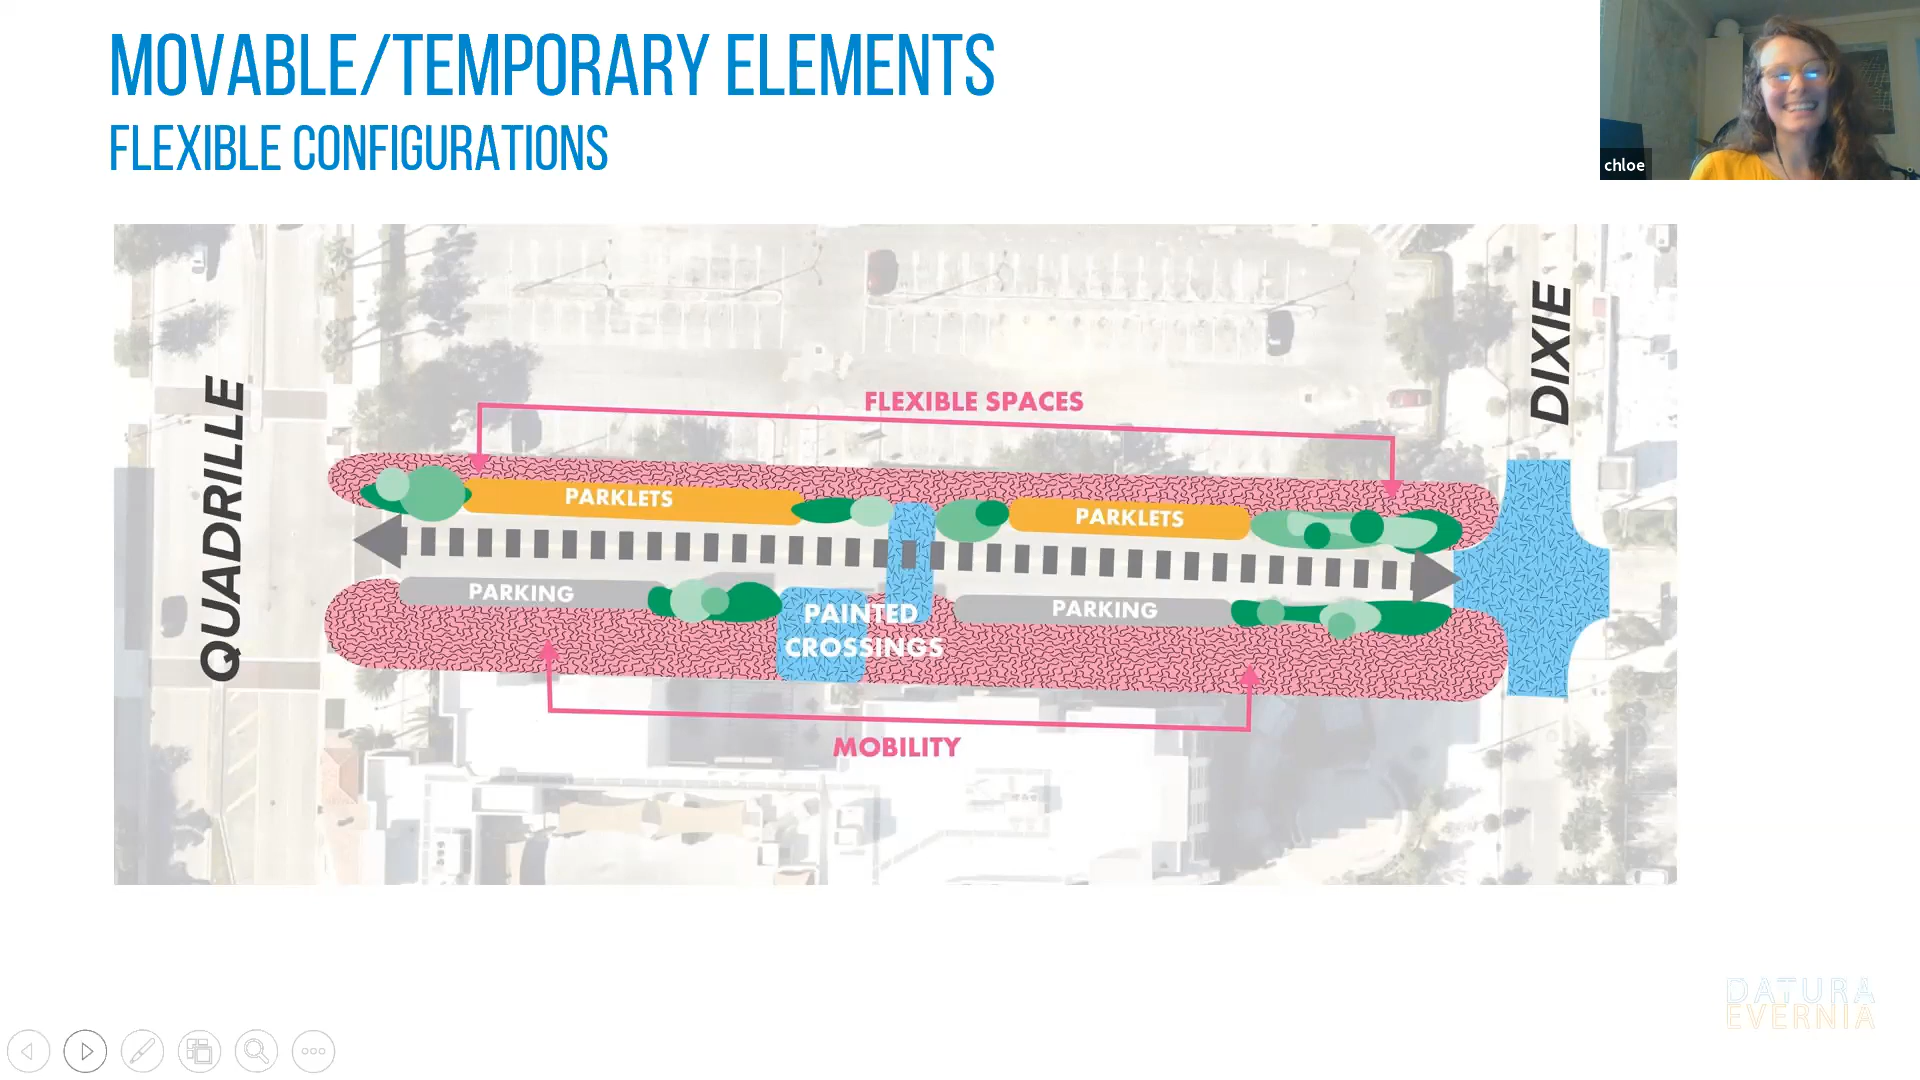 MOVABLE/TEMPORARY ELEMENTS
FLEXIBLE CONFIGURATIONS
chloe
QUADRILLE
DIXIE
FLEXIBLE SPACES
PARKLETS
PARKLETS
PARKING
PARKING
PAINTED
CROSSINGS
MOBILITY
DATURA
EVERNIA